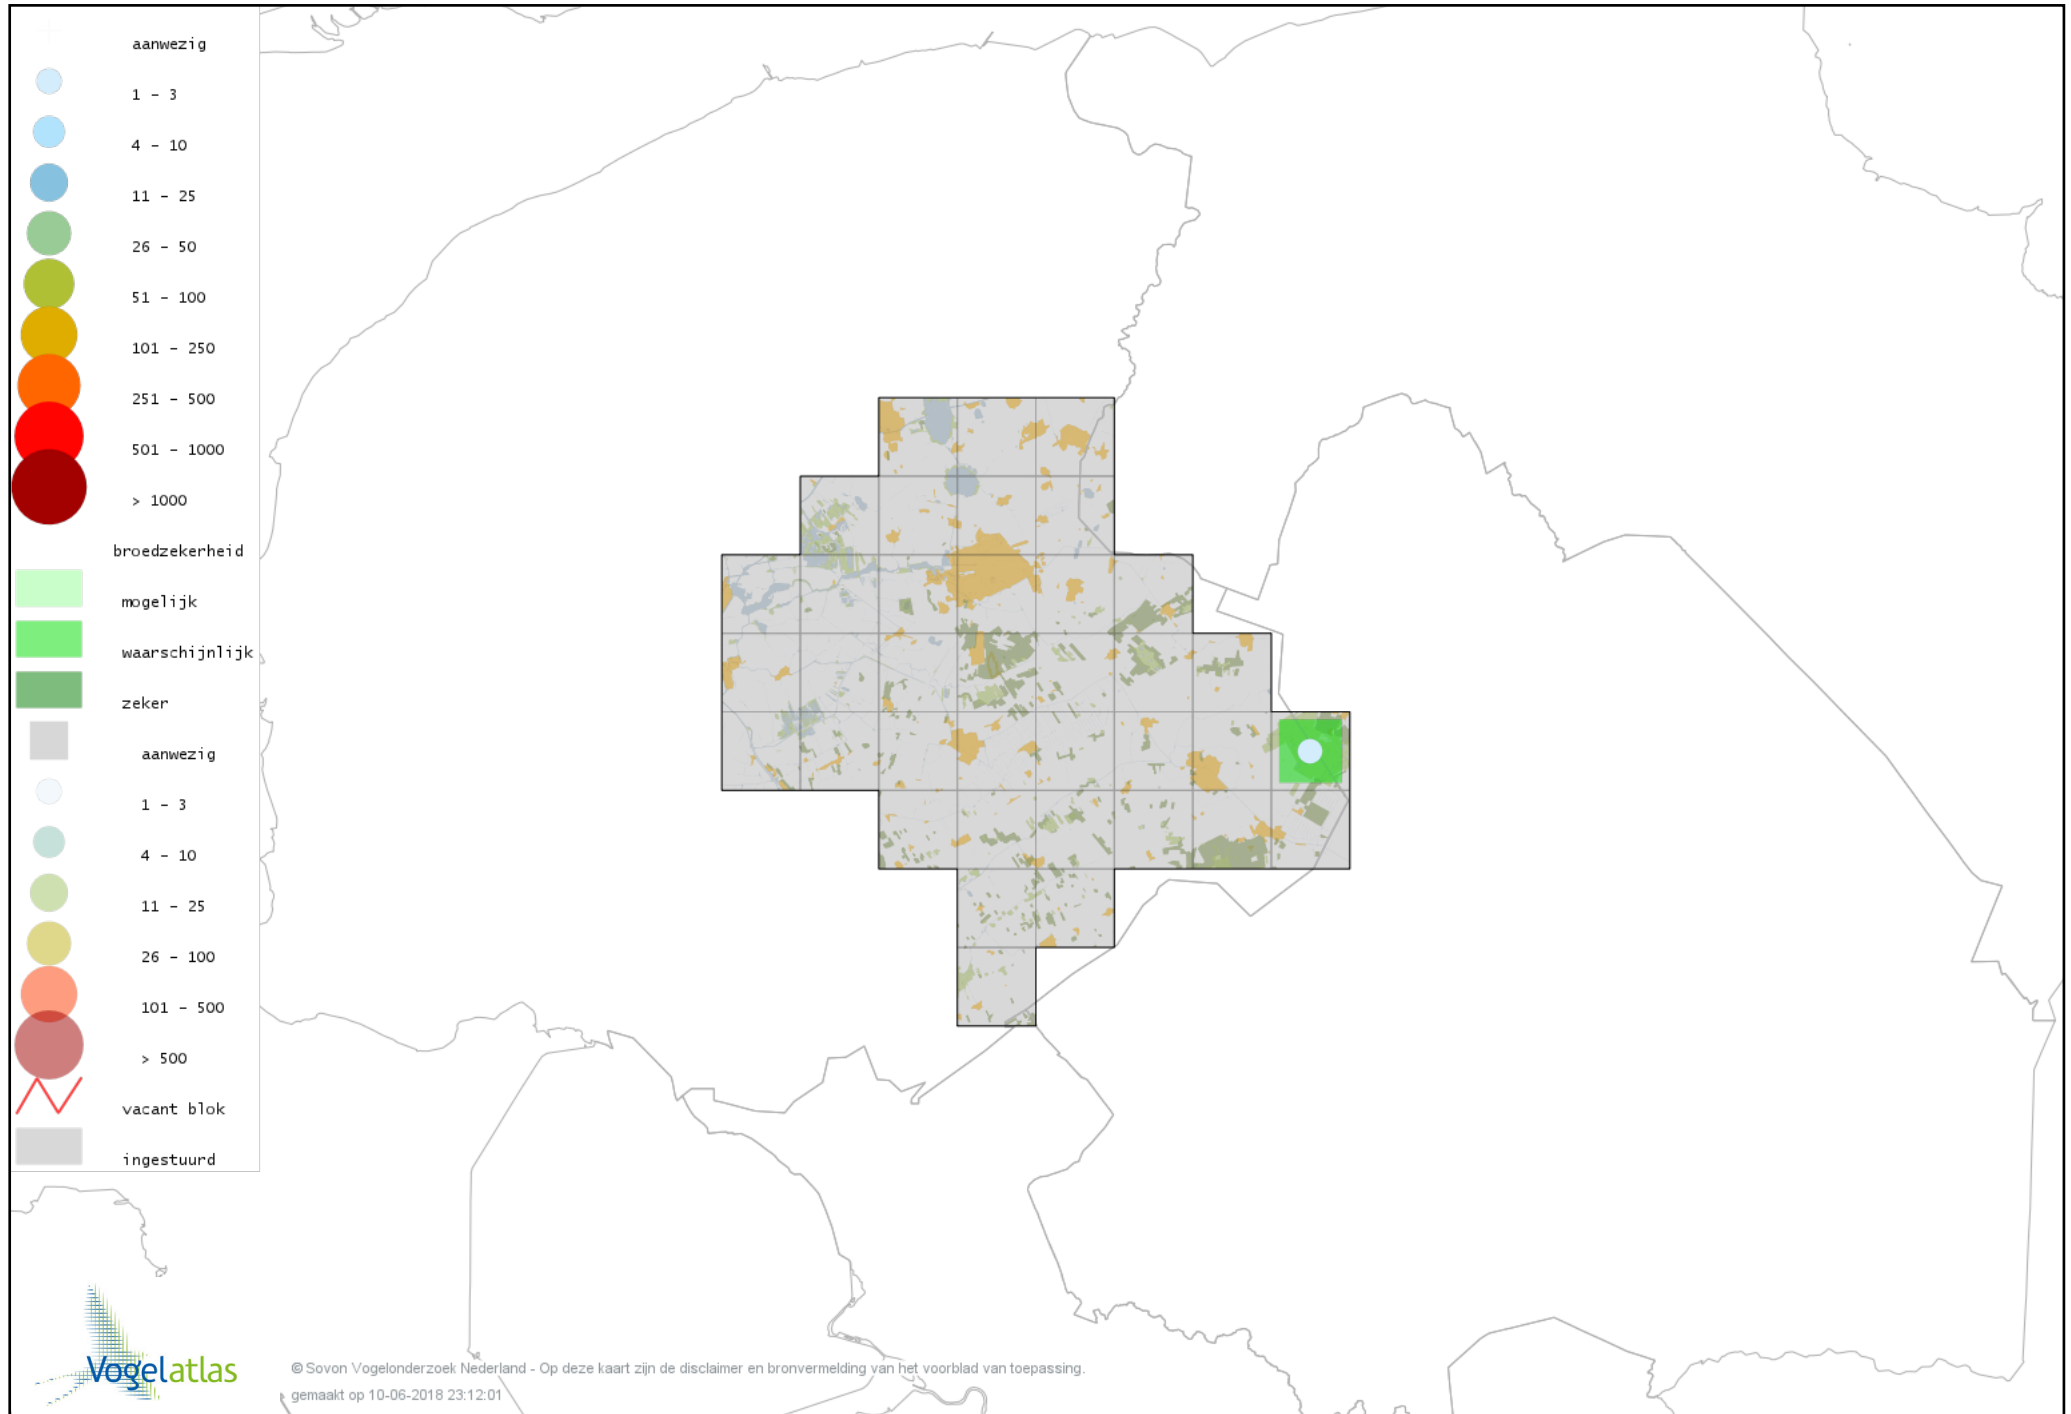 aanwezig
1 - 3
4 - 10
11 - 25
26 - 50
51 - 100
101 - 250
251 - 500
501 - 1000
> 1000
broedzekerheid
mogelijk
waarschijnlijk
zeker
aanwezig
1 - 3
4 - 10
11 - 25
26 - 100
101 - 500
> 500
vacant blok
ingestuurd
Vogelatlas
© Sovon Vogelonderzoek Nederland - Op deze kaart zijn de disclaimer en bronvermelding van het voorblad van toepassing.
gemaakt op 10-06-2018 23:12:01